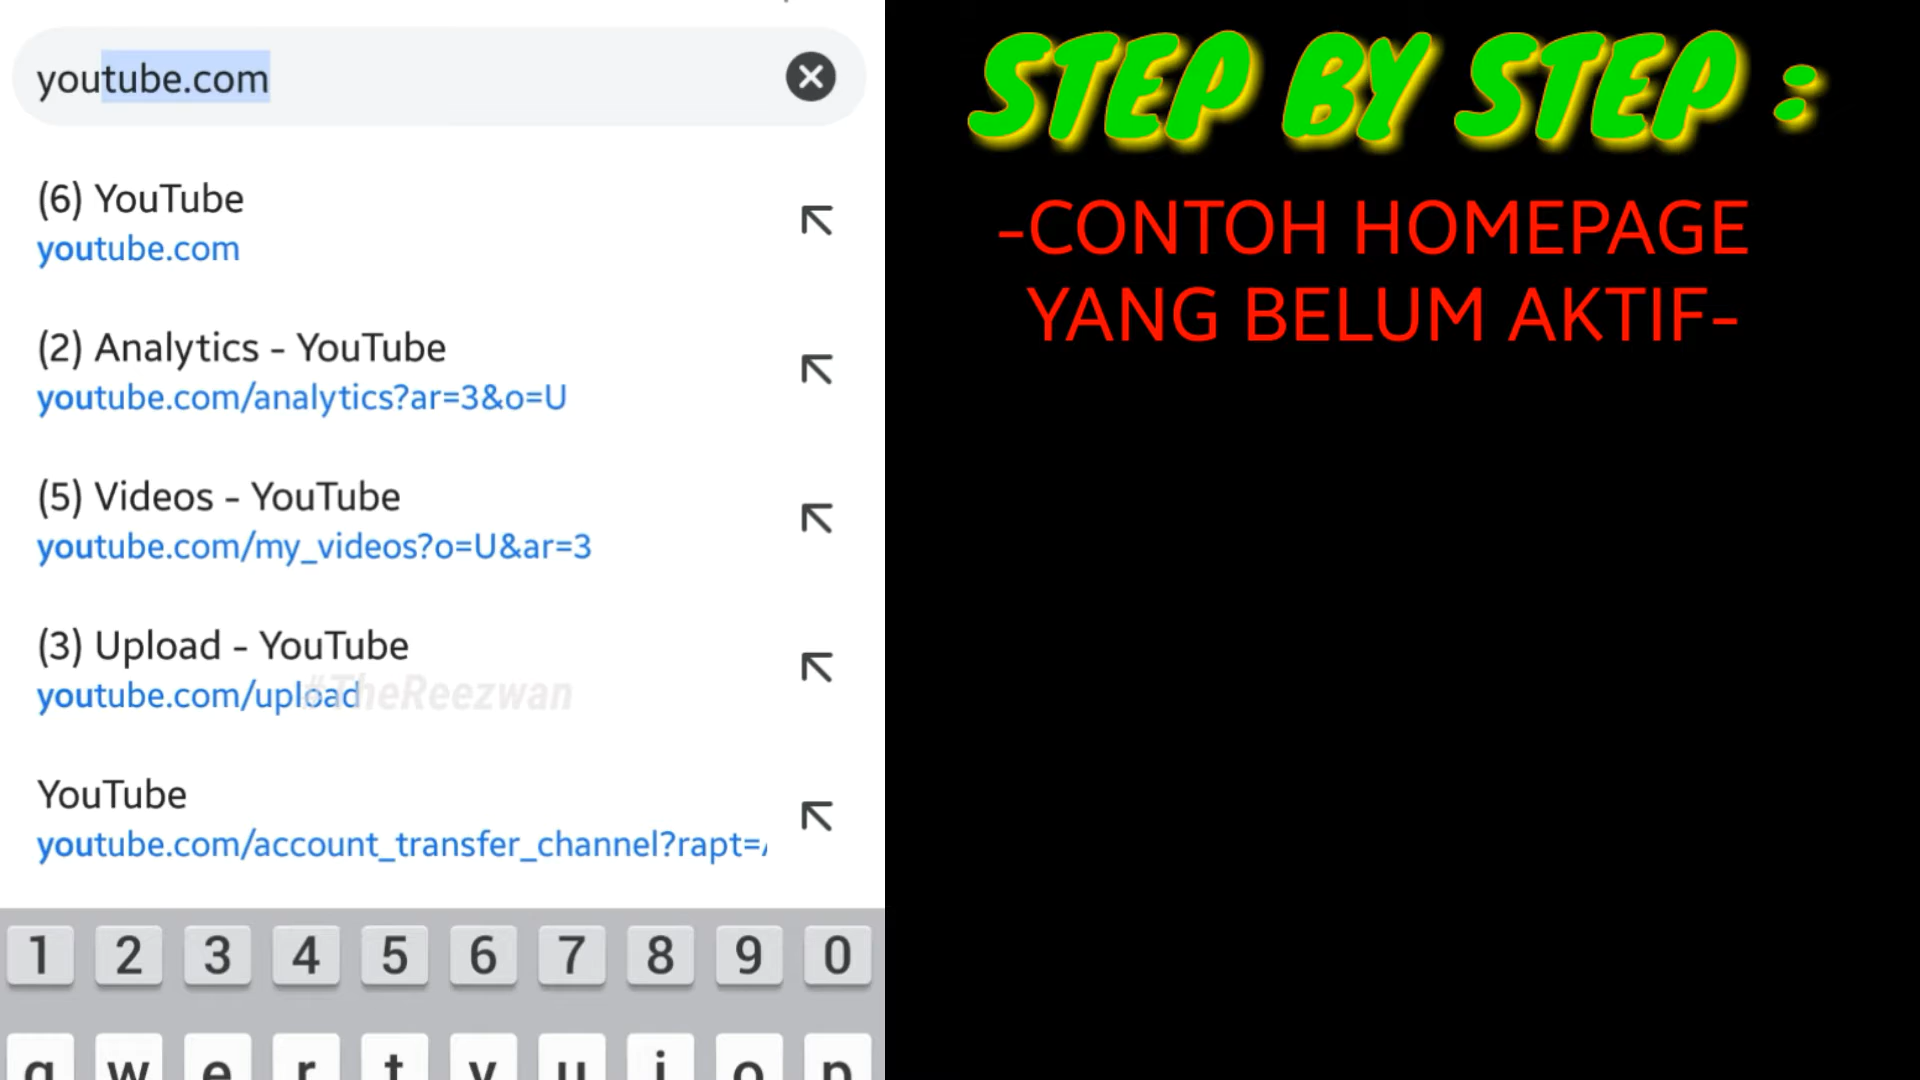 youtube.com
(6) YouTube
youtube.com
(2) Analytics - YouTube
youtube.com/analytics?ar=3&o=U
(5) Videos - YouTube
youtube.com/my_videos?o=U&ar=3
(3) Upload - YouTube
youtube.com/upload
#TheReezwan
YouTube
youtube.com/account_transfer_channel?rapt=
1 2 3 4 5 6 7 8 9 0
q w e r t y u i o p
STEP BY STEP :
-CONTOH HOMEPAGE
YANG BELUM AKTIF-